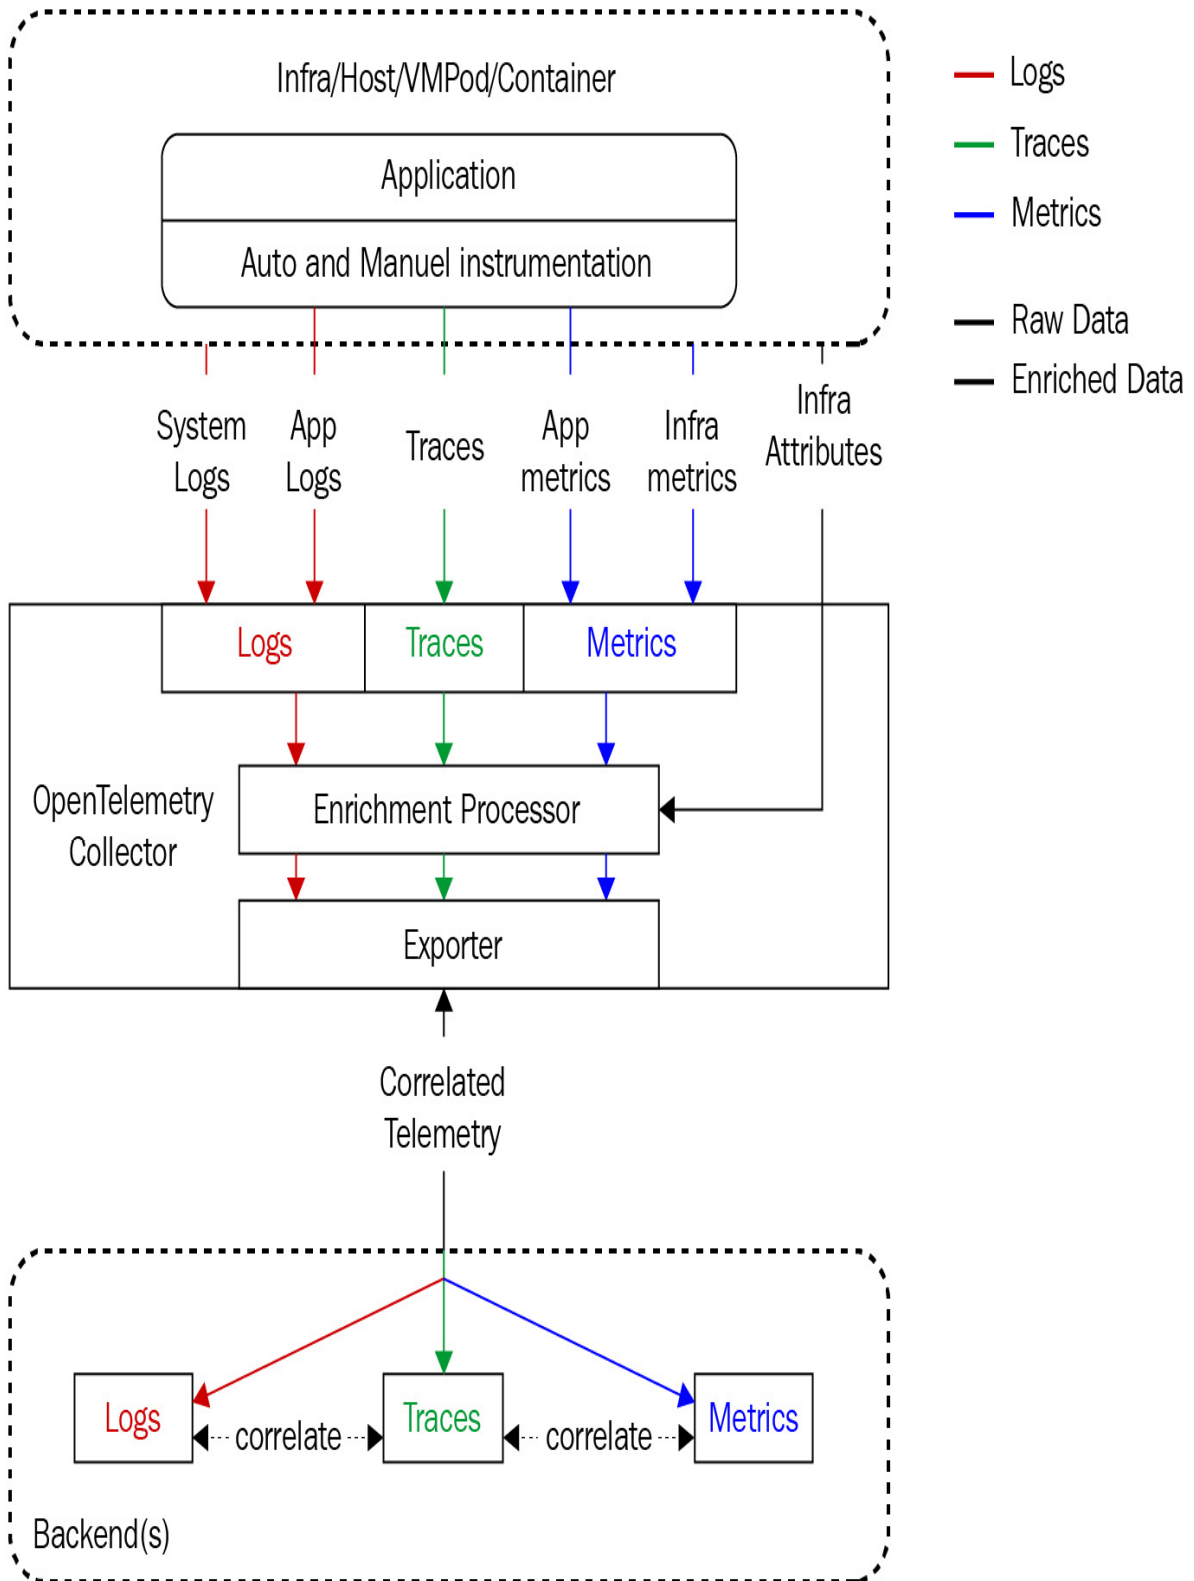 Infra/Host/VMPod/Container
Application
Auto and Manuel instrumentation
Logs
Traces
Metrics
Raw Data
Enriched Data
System
Logs
App
Logs
Traces
App
metrics
Infra
metrics
Infra
Attributes
Logs
Traces
Metrics
OpenTelemetry
Collector
Enrichment Processor
Exporter
Correlated
Telemetry
Logs
correlate
Traces
correlate
Metrics
Backend(s)